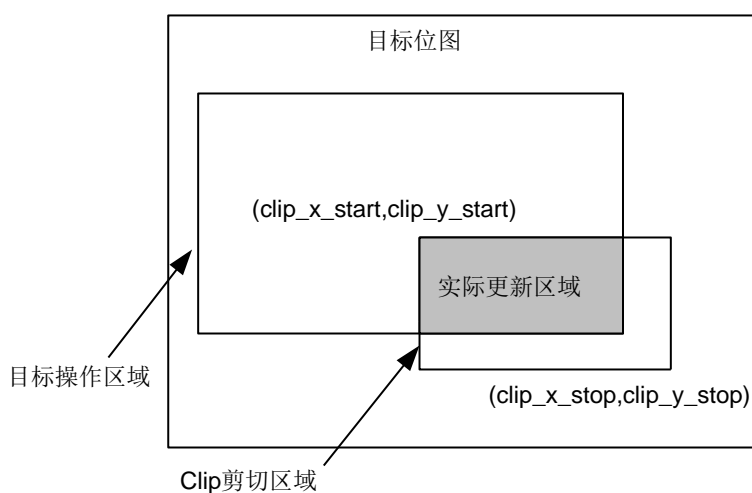 目标位图
(clip_x_start,clip_y_start)
实际更新区域
目标操作区域
(clip_x_stop,clip_y_stop)
Clip剪切区域